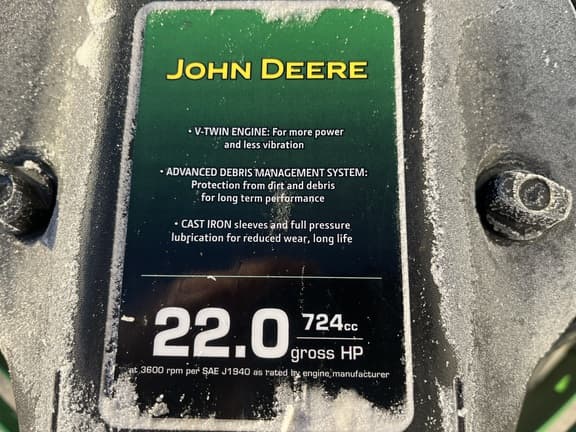 JOHN DEERE
• V-TWIN ENGINE: For more power
and less vibration
• ADVANCED DEBRIS MANAGEMENT SYSTEM:
Protection from dirt and debris
for long term performance
• CAST IRON sleeves and full pressure
lubrication for reduced wear, long life
22.0 724cc
gross HP
at 3600 rpm per SAE J1940 as rated by engine manufacturer